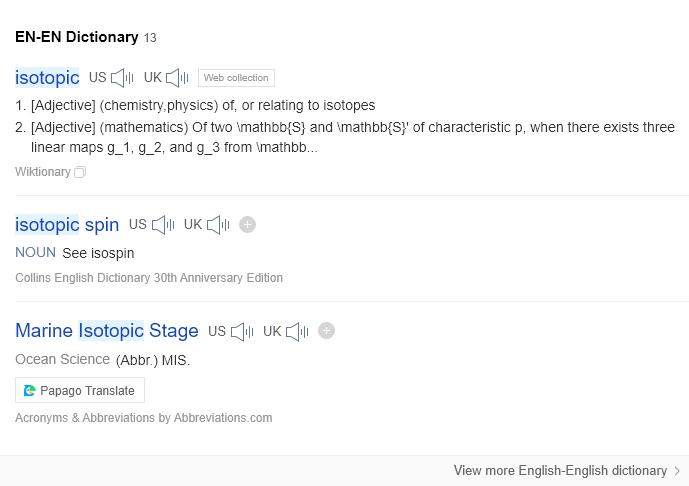 EN-EN Dictionary 13
isotopic US UK Web collection
1. [Adjective] (chemistry,physics) of, or relating to isotopes
2. [Adjective] (mathematics) Of two \mathbb{S} and \mathbb{S}' of characteristic p, when there exists three
linear maps g_1, g_2, and g_3 from \mathbb...
Wiktionary
isotopic spin US UK
NOUN See isospin
Collins English Dictionary 30th Anniversary Edition
Marine Isotopic Stage US UK
Ocean Science (Abbr.) MIS.
Papago Translate
Acronyms & Abbreviations by Abbreviations.com
View more English-English dictionary